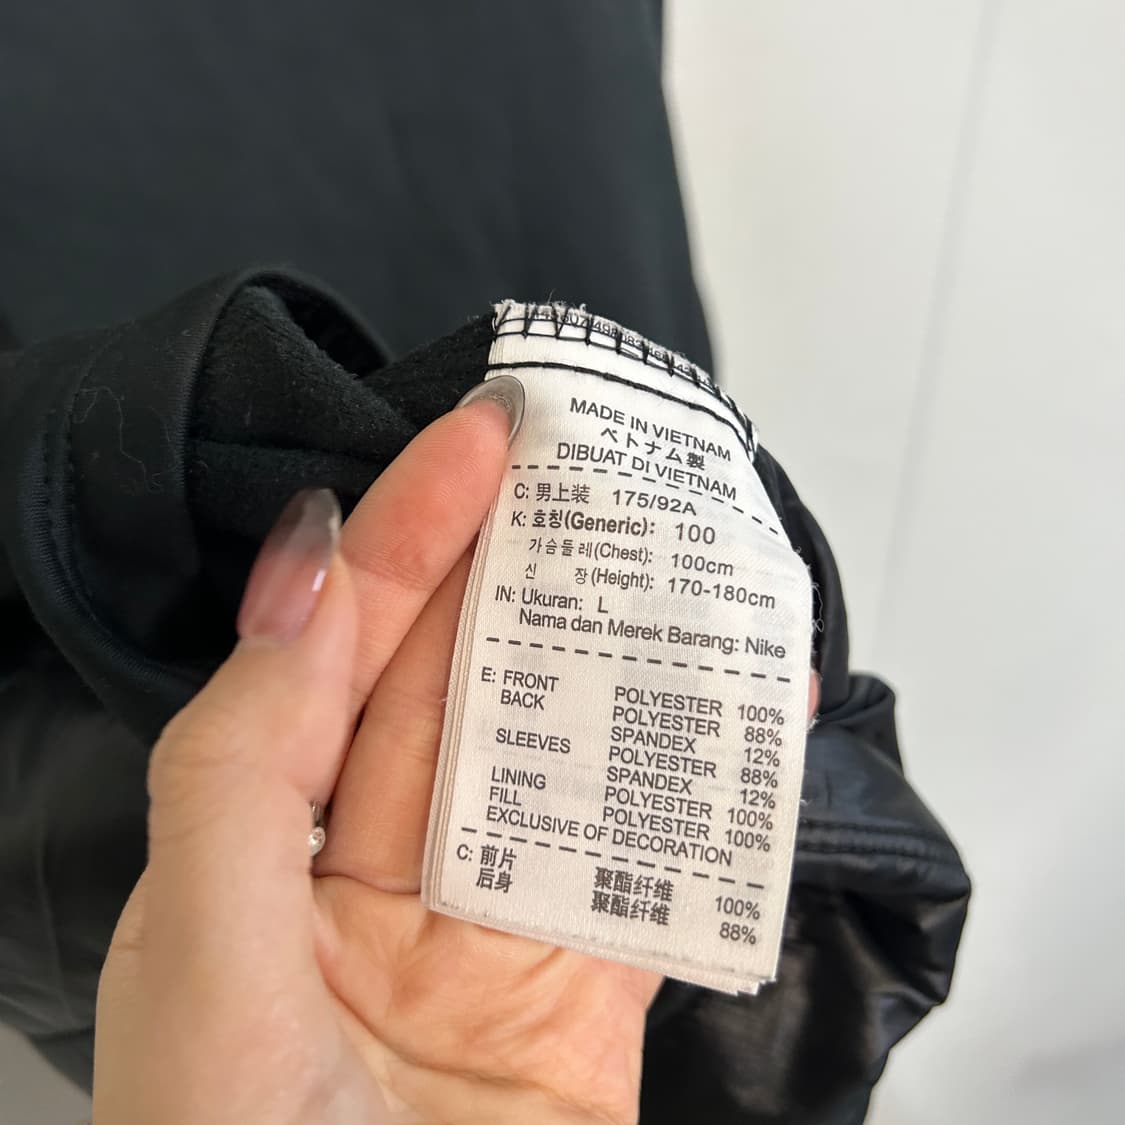 MADE IN VIETNAM
ベトナム製
DIBUAT DI VIETNAM
C: 男上装 175/92A
K: 호칭(Generic): 100
가슴둘레(Chest): 100cm
신 장(Height): 170-180cm
IN: Ukuran: L
Nama dan Merek Barang: Nike
E: FRONT POLYESTER 100%
BACK POLYESTER 88%
SPANDEX 12%
SLEEVES POLYESTER 88%
SPANDEX 12%
LINING POLYESTER 100%
FILL POLYESTER 100%
EXCLUSIVE OF DECORATION
C: 前片 聚酯纤维 100%
后身 聚酯纤维 88%